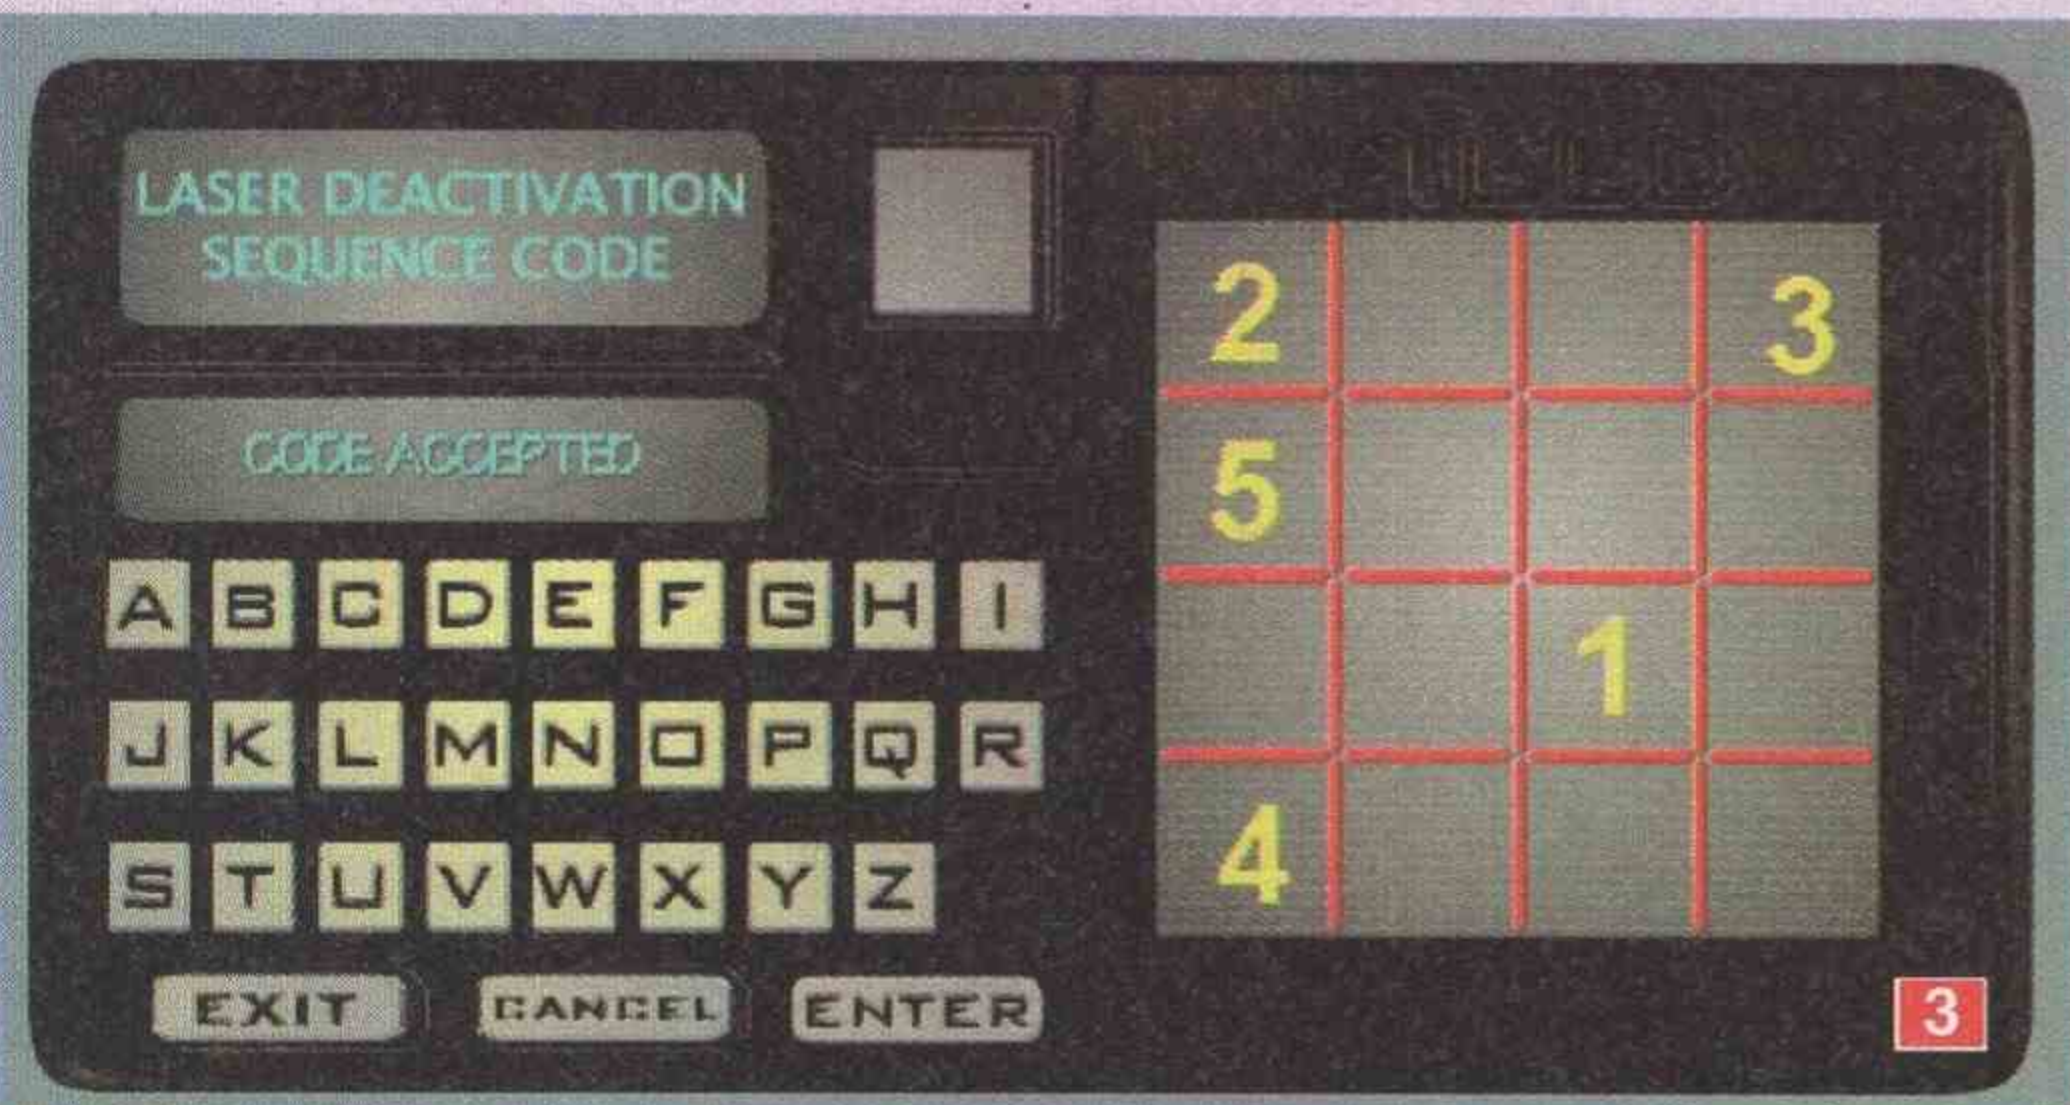 LASER DEACTIVATION
SEQUENCE CODE
CODE ACCEPTED
A B C D E F G H I
J K L M N O P Q R
S T U V W X Y Z
EXIT CANCEL ENTER
2 3
5
1
4
3